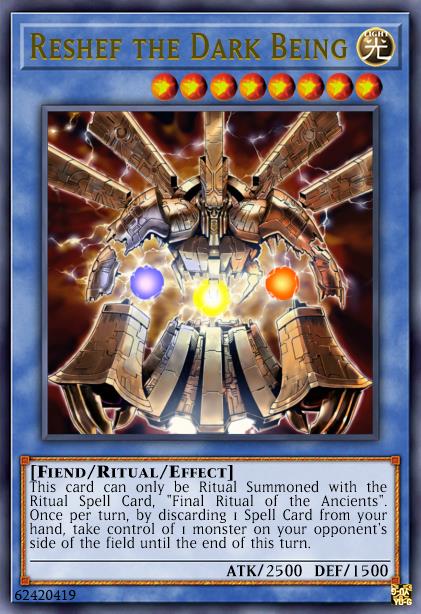 RESHEF THE DARK BEING
LIGHT
光
[FIEND/RITUAL/EFFECT]
This card can only be Ritual Summoned with the
Ritual Spell Card, "Final Ritual of the Ancients".
Once per turn, by discarding 1 Spell Card from your
hand, take control of 1 monster on your opponent's
side of the field until the end of this turn.
ATK/2500 DEF/1500
62420419